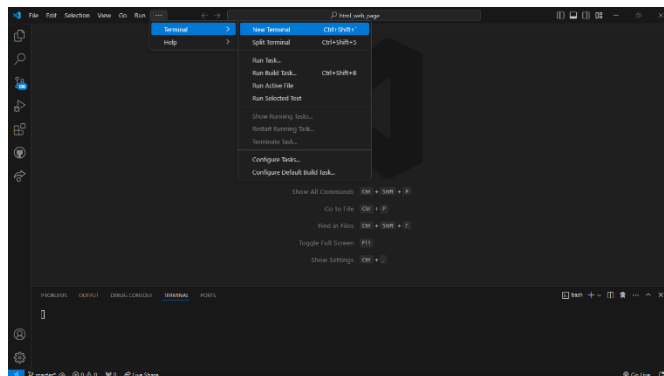 File Edit Selection View Go Run ··· html_web_page
Terminal >
Help >
New Terminal Ctrl+Shift+`
Split Terminal Ctrl+Shift+5
Run Task...
Run Build Task... Ctrl+Shift+B
Run Active File
Run Selected Text
Show Running Tasks...
Restart Running Task...
Terminate Task...
Configure Tasks...
Configure Default Build Task...
Show All Commands Ctrl + Shift + P
Go to File Ctrl + P
Find in Files Ctrl + Shift + F
Toggle Full Screen F11
Show Settings Ctrl + ,
PROBLEMS OUTPUT DEBUG CONSOLE TERMINAL PORTS bash
master* 0 0 0 Live Share Go Live